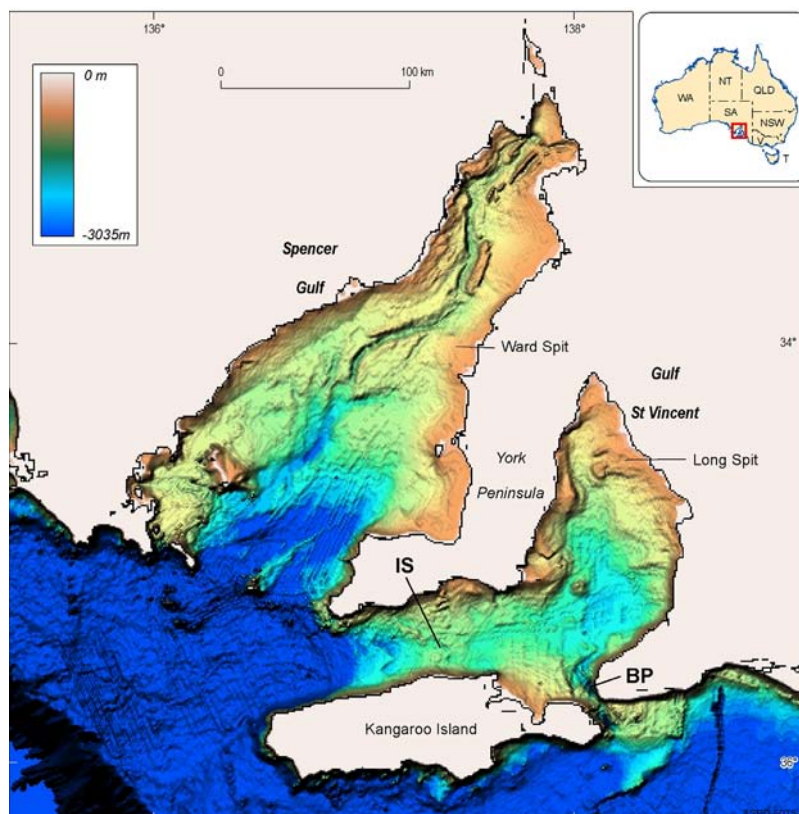 136°
138°
0 m
-3035m
0
100 km
WA
NT
QLD
SA
NSW
V
T
Spencer
Gulf
Ward Spit
34°
Gulf
St Vincent
York
Peninsula
Long Spit
IS
BP
Kangaroo Island
36°